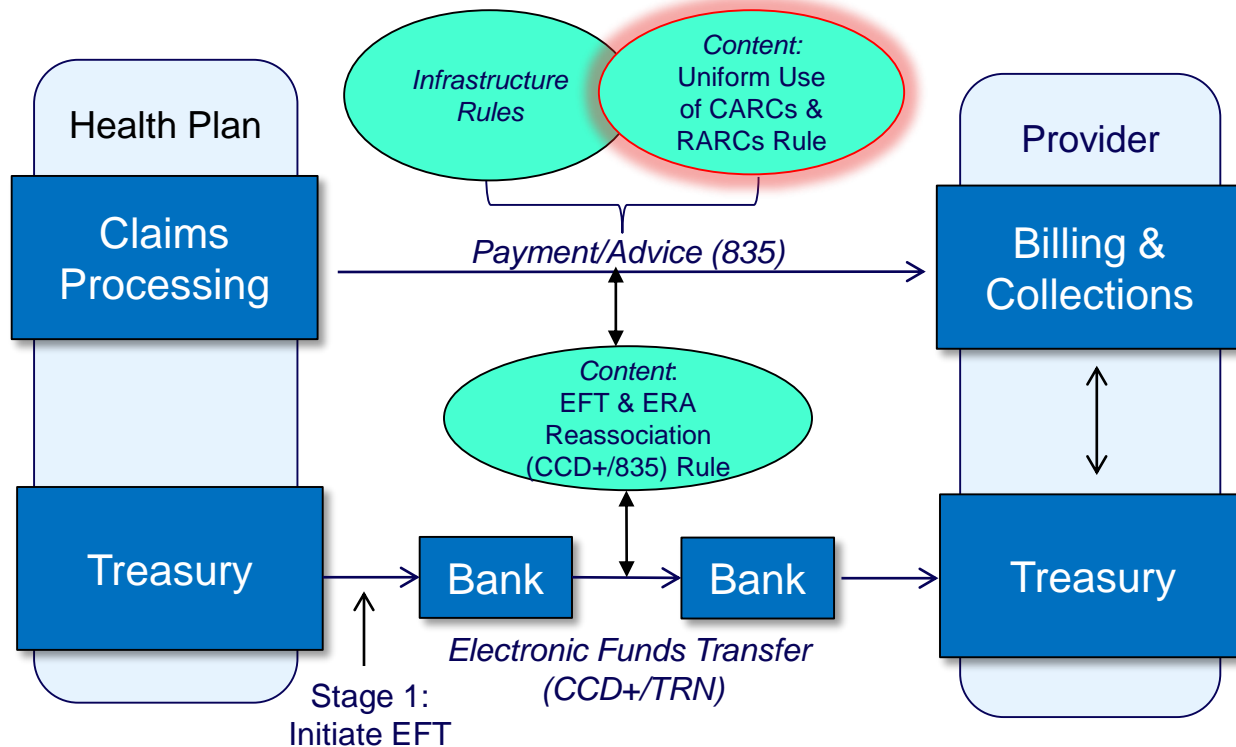 Content:
Uniform Use
of CARCs &
RARCs Rule
Infrastructure
Rules
Health Plan
Provider
Claims
Processing
Payment/Advice (835)
Billing &
Collections
Content:
EFT & ERA
Reassociation
(CCD+/835) Rule
Treasury
Bank
Bank
Treasury
Electronic Funds Transfer
(CCD+/TRN)
Stage 1:
Initiate EFT